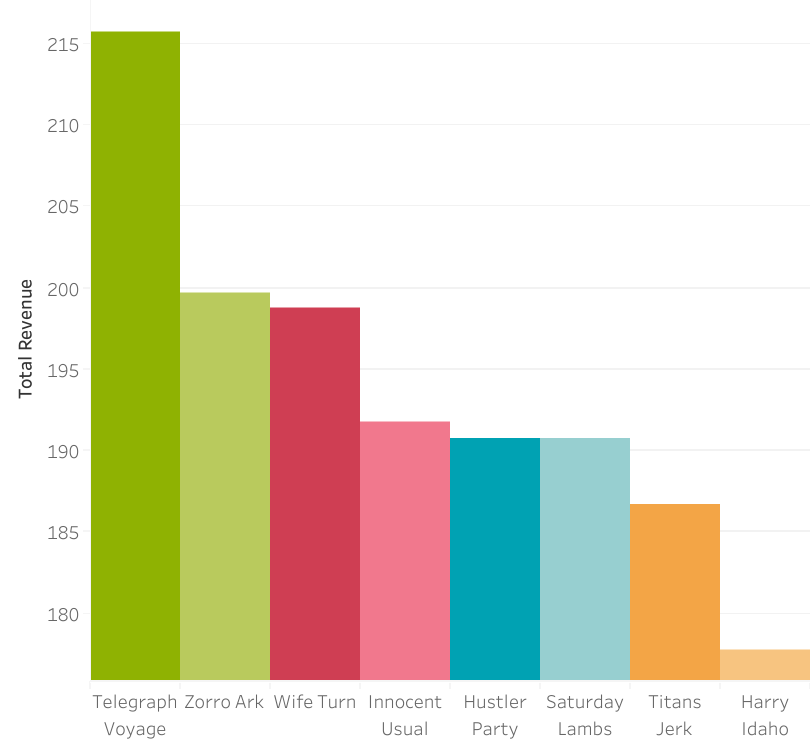 Total Revenue
215
210
205
200
195
190
185
180
Telegraph Voyage
Zorro Ark
Wife Turn
Innocent Usual
Hustler Party
Saturday Lambs
Titans Jerk
Harry Idaho